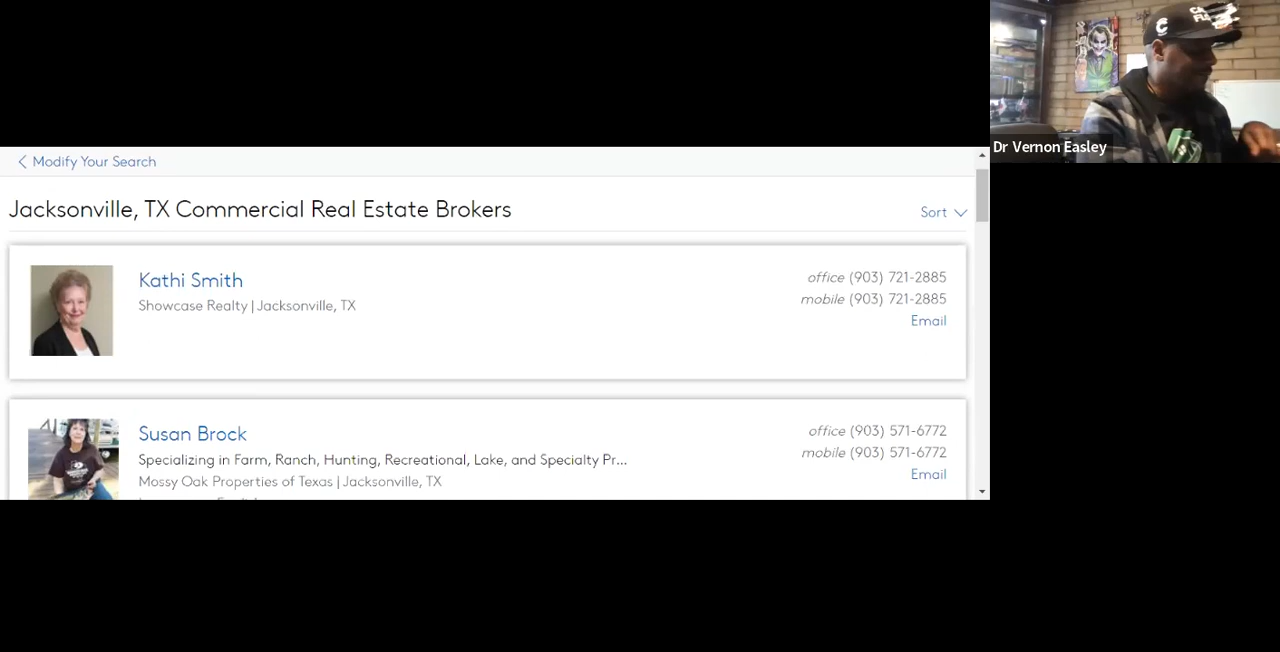 Modify Your Search
Jacksonville, TX Commercial Real Estate Brokers
Sort
Kathi Smith
Showcase Realty | Jacksonville, TX
office (903) 721-2885
mobile (903) 721-2885
Email
Susan Brock
Specializing in Farm, Ranch, Hunting, Recreational, Lake, and Specialty Pr...
Mossy Oak Properties of Texas | Jacksonville, TX
office (903) 571-6772
mobile (903) 571-6772
Email
Dr Vernon Easley